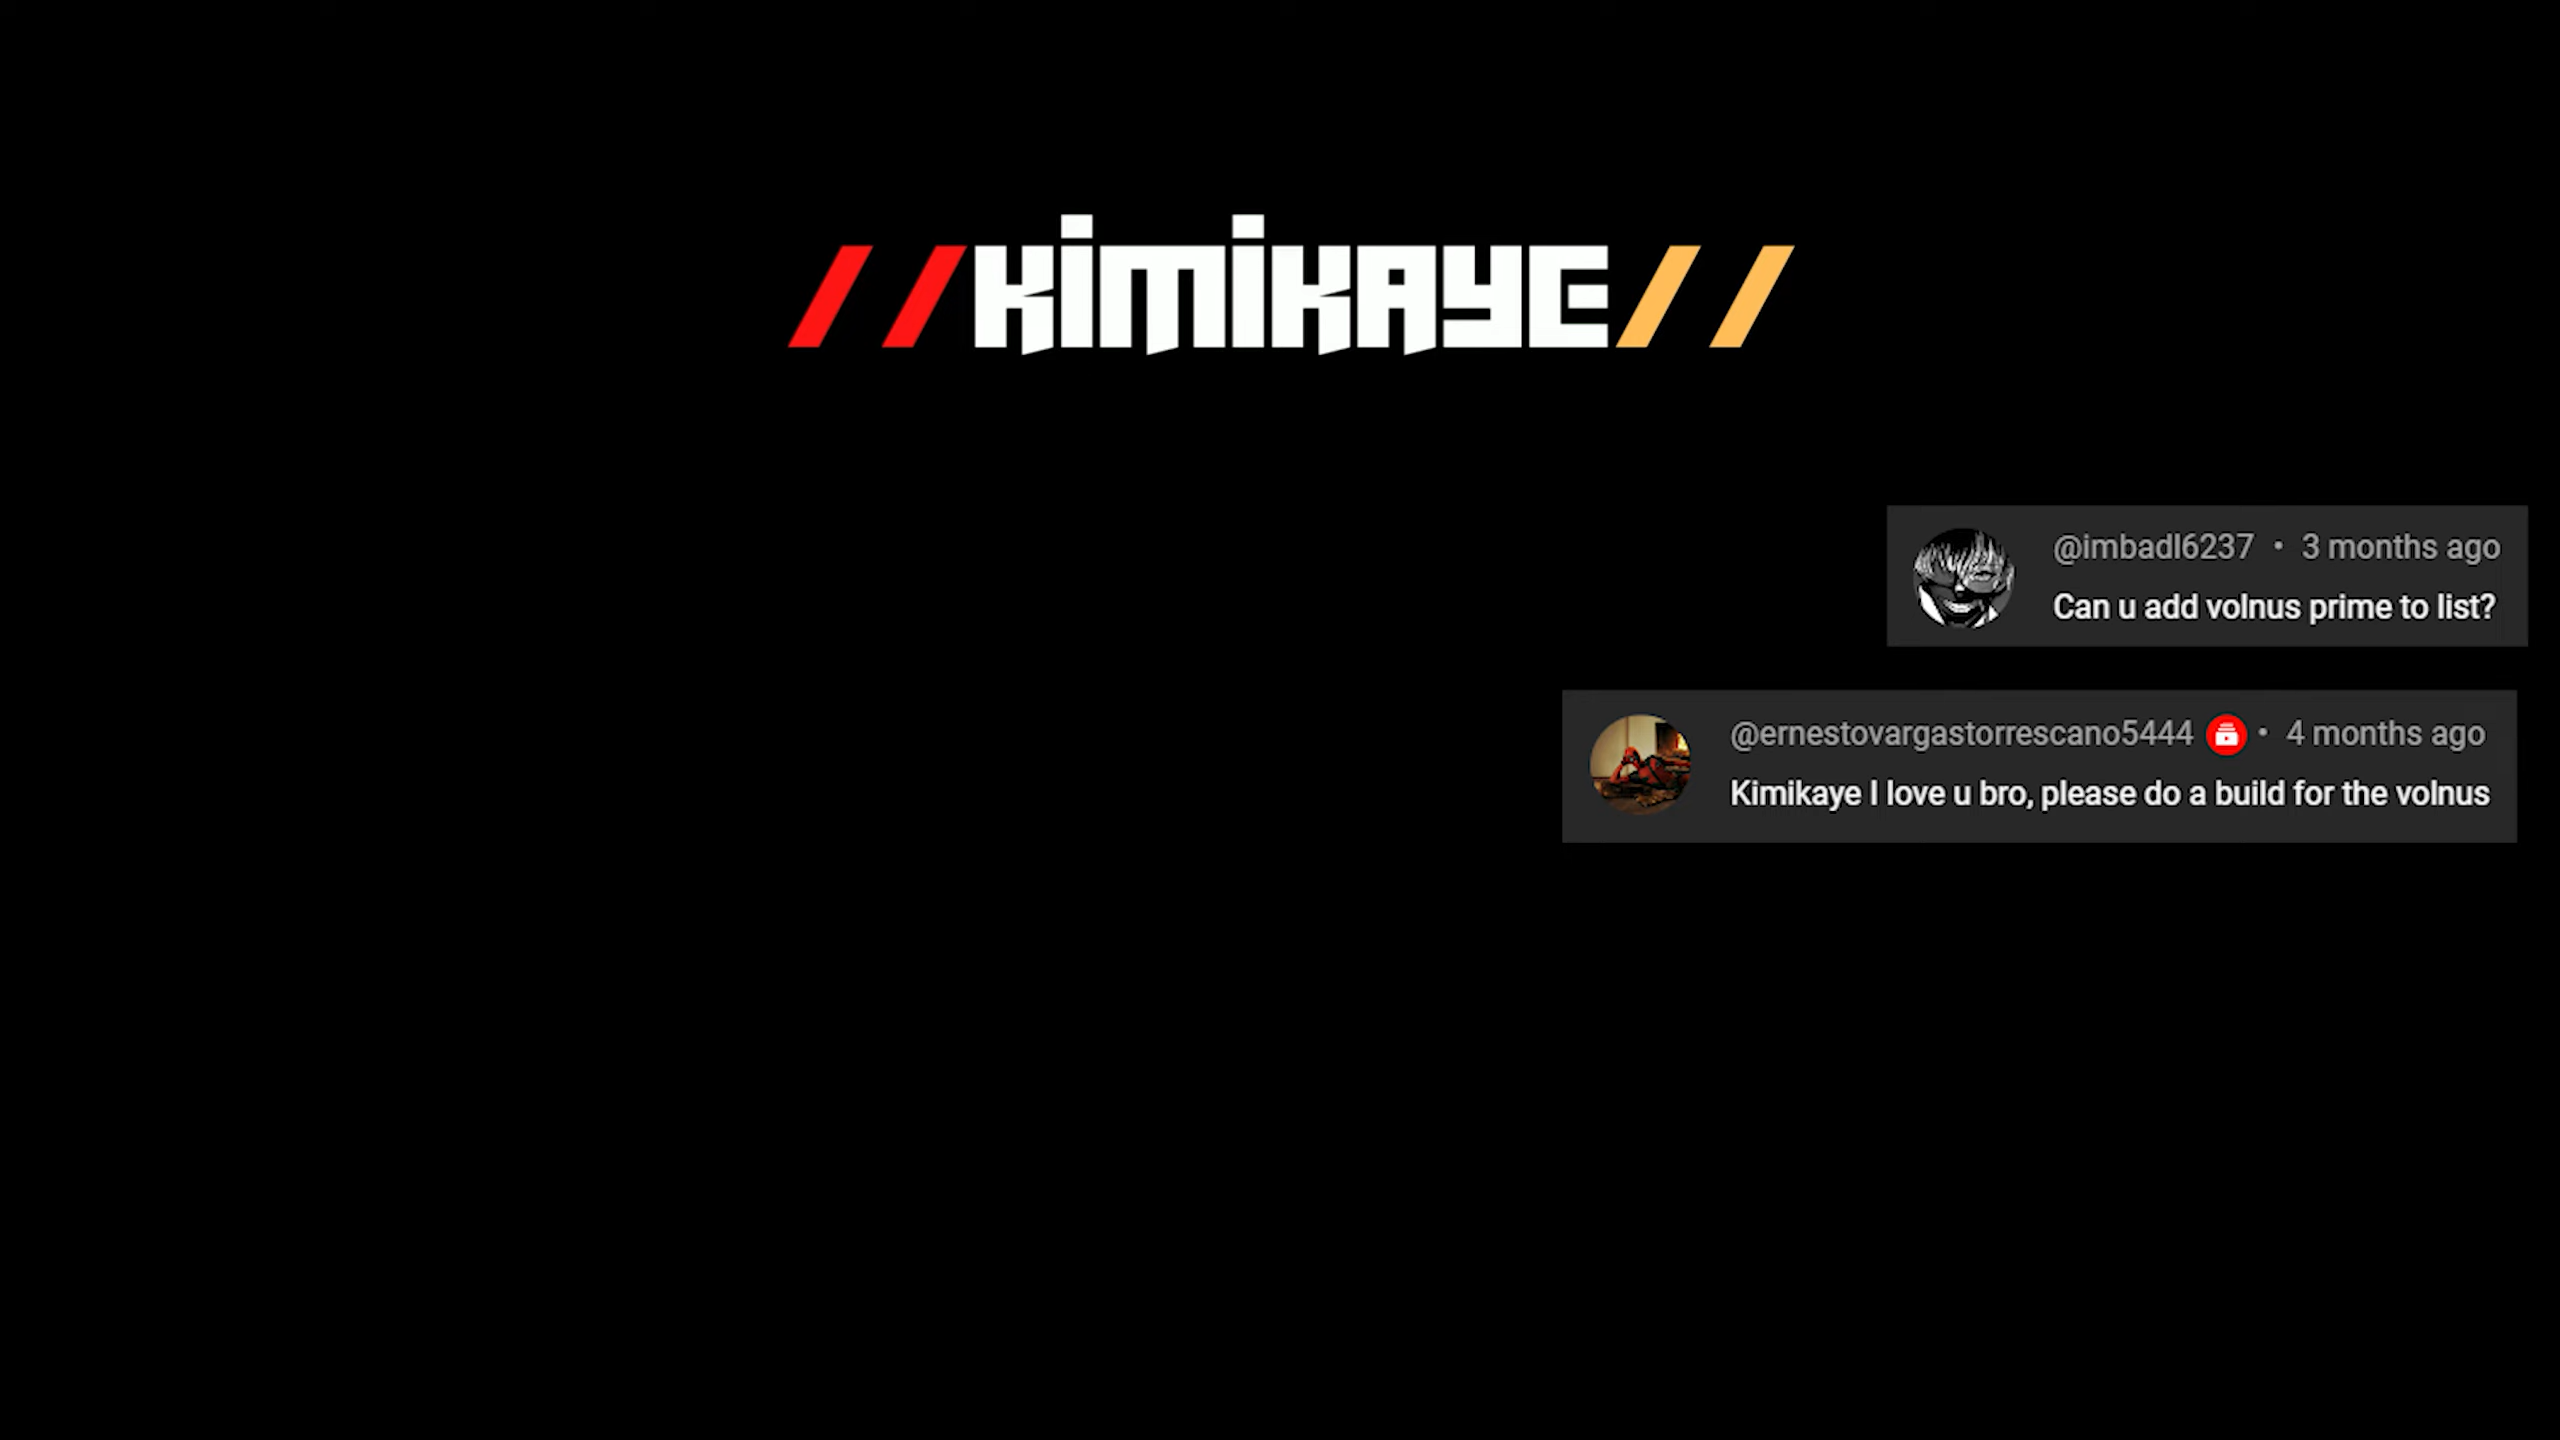 //KIMIKAYE//
@imbadl6237 • 3 months ago
Can u add volnus prime to list?
@ernestovargastorrescano5444 • 4 months ago
Kimikaye I love u bro, please do a build for the volnus